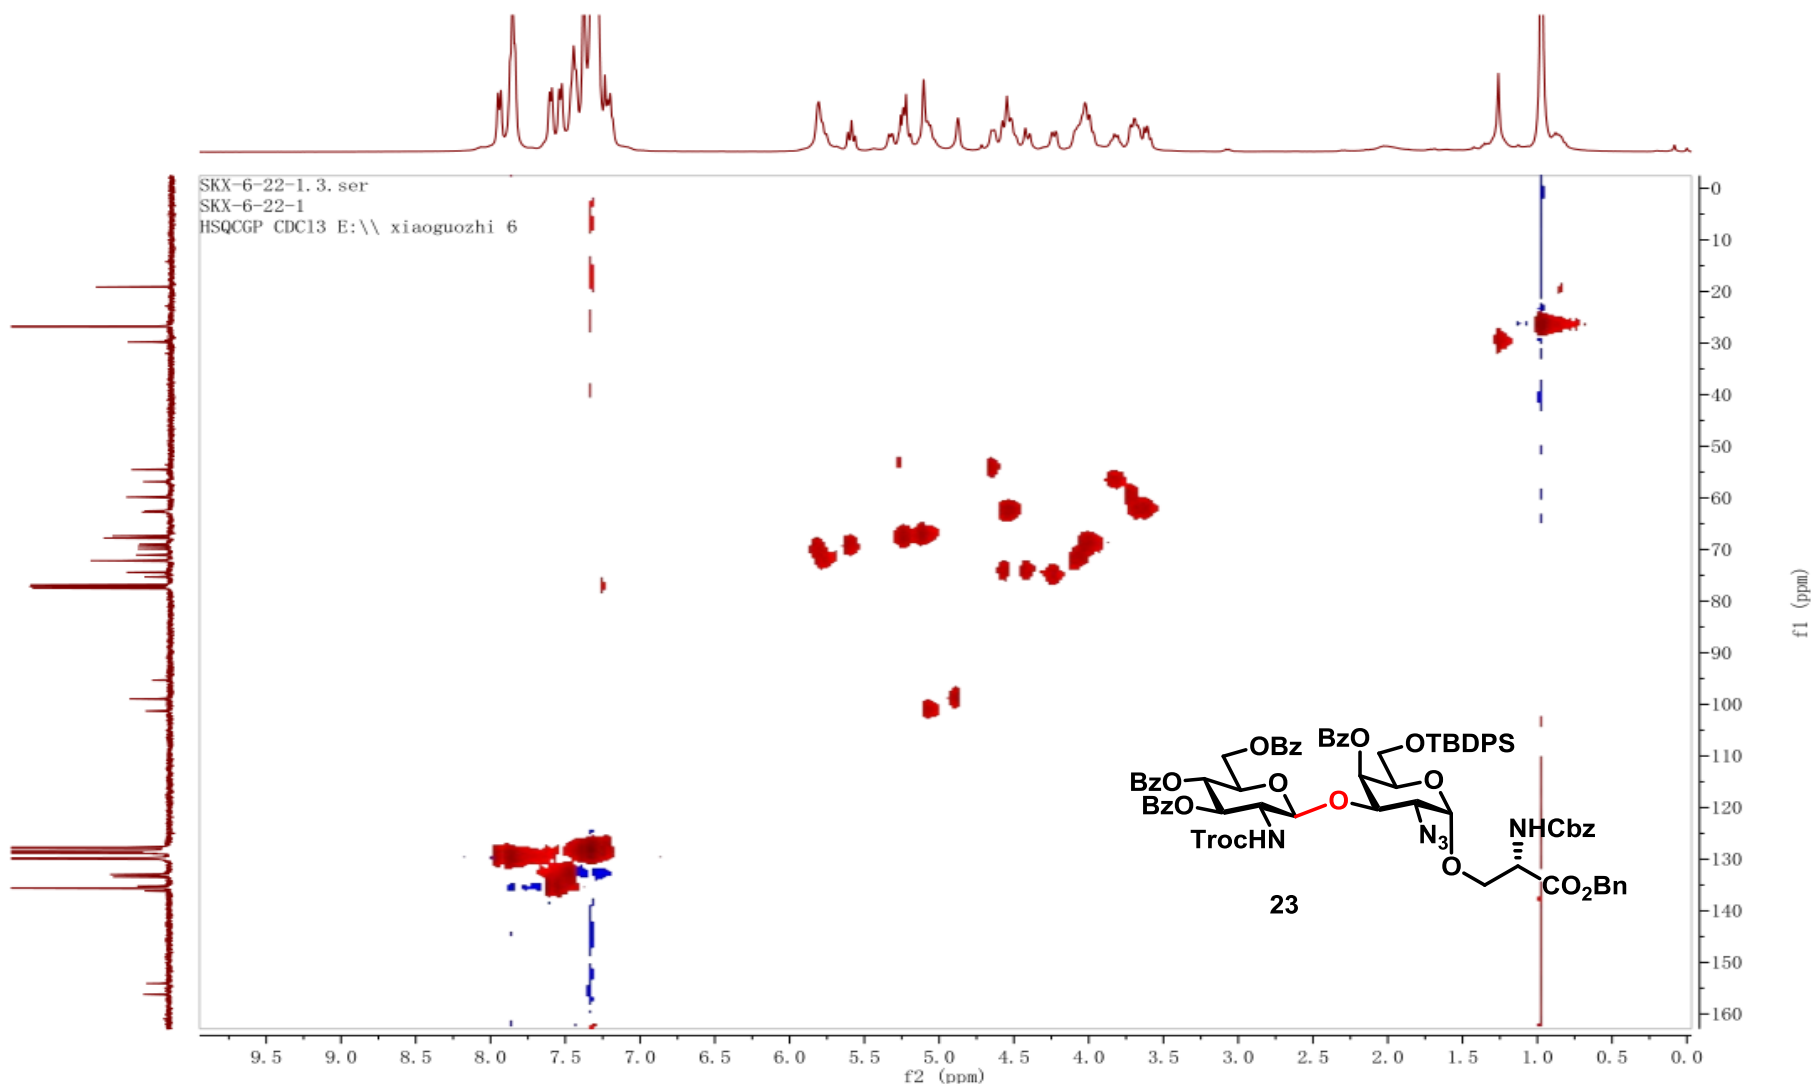 SKX-6-22-1.3.ser
SKX-6-22-1
HSQCGP CDCl3 E:\\ xiaoguozhi 6
0
10
20
30
40
50
60
70
80
90
100
110
120
130
140
150
160
f1 (ppm)
OBz
BzO
OTBDPS
BzO
O
O
BzO
O
TrocHN
N3
NHCbz
O
CO2Bn
23
9.5 9.0 8.5 8.0 7.5 7.0 6.5 6.0 5.5 5.0 4.5 4.0 3.5 3.0 2.5 2.0 1.5 1.0 0.5 0.0
f2 (ppm)